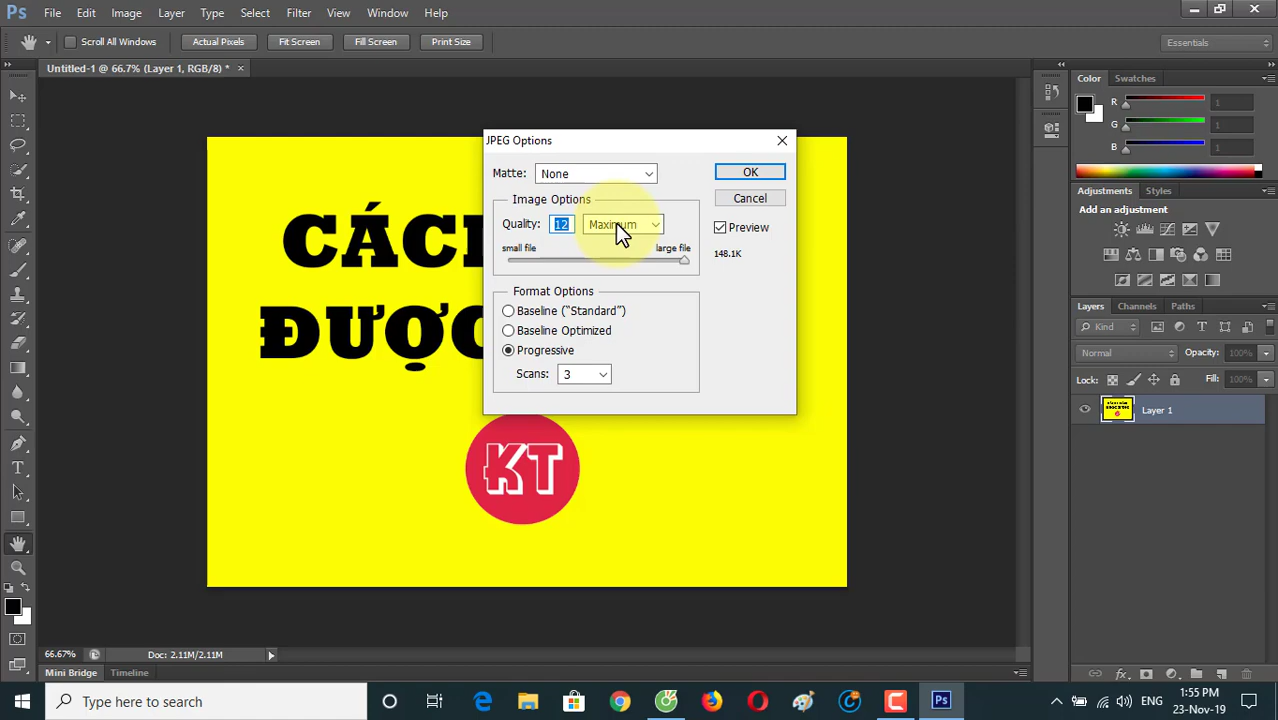 Ps File Edit Image Layer Type Select Filter View Window Help
Scroll All Windows Actual Pixels Fit Screen Fill Screen Print Size Essentials
Untitled-1 @ 66.7% (Layer 1, RGB/8) * ×
CÁC
ĐƯỢC
KT
JPEG Options
Matte: None
OK
Cancel
Preview
148.1K
Image Options
Quality: 12 Maximum
small file large file
Format Options
Baseline (“Standard”)
Baseline Optimized
Progressive
Scans: 3
Color Swatches
R 1
G 1
B 1
Adjustments Styles
Add an adjustment
Layers Channels Paths
Kind
Normal Opacity: 100%
Lock: Fill: 100%
Layer 1
66.67% Doc: 2.11M/2.11M
Mini Bridge Timeline
Type here to search
Ps
ENG
1:55 PM
23-Nov-19